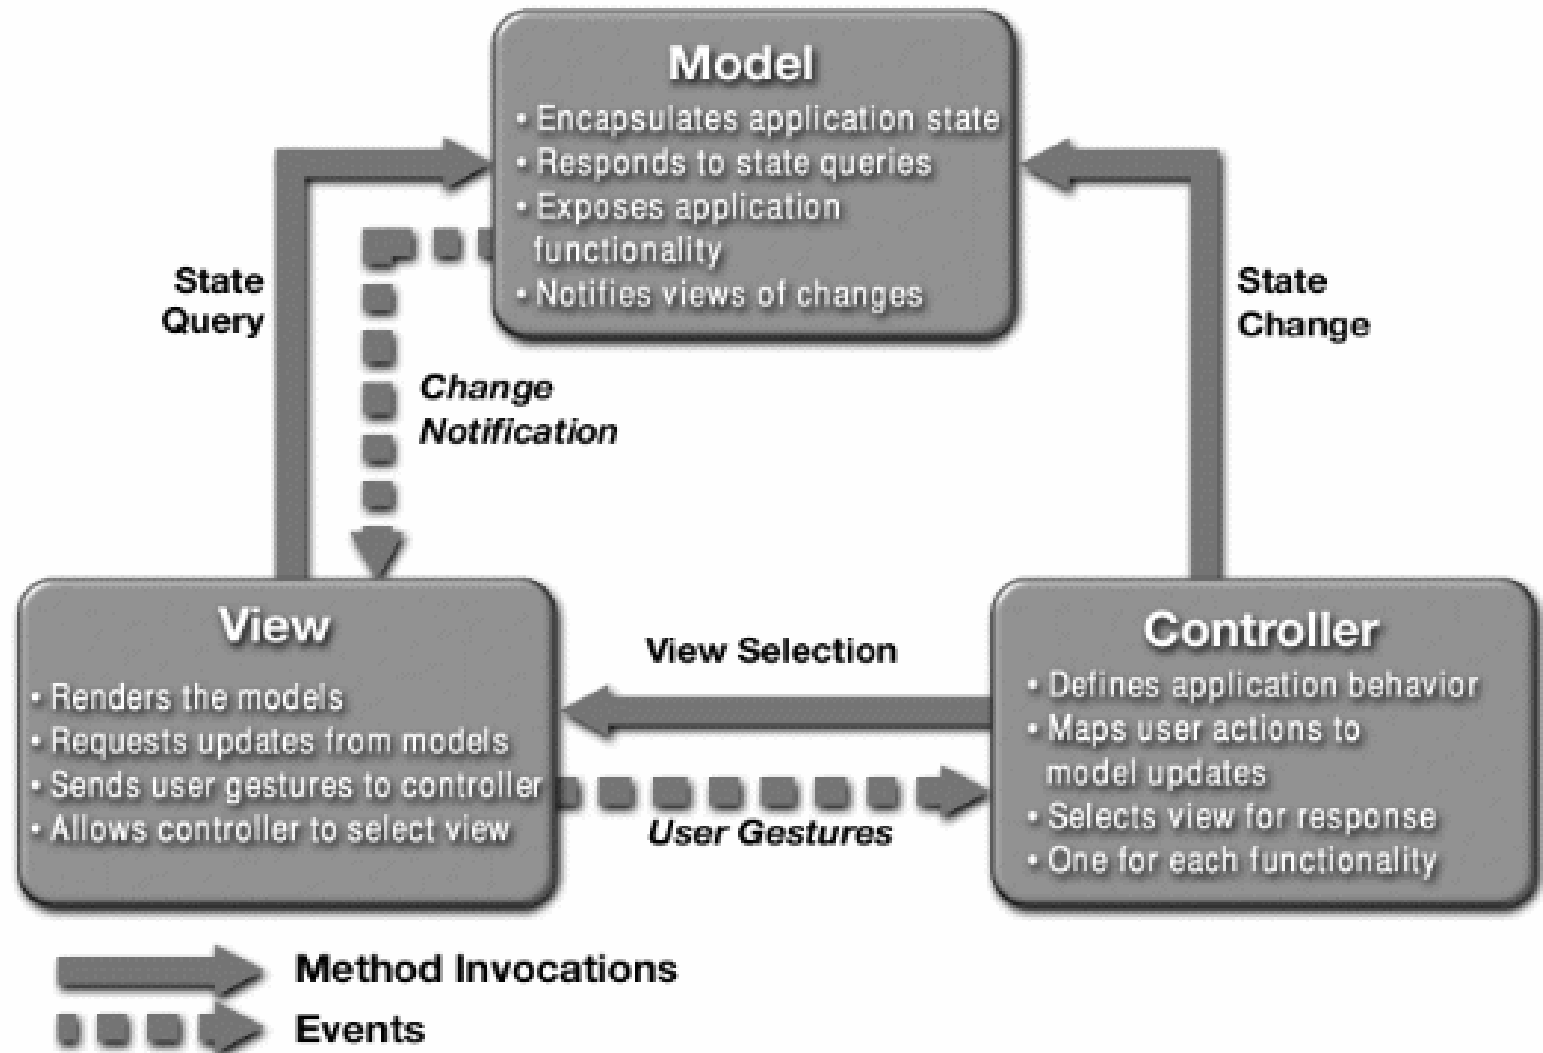 Model
• Encapsulates application state
• Responds to state queries
• Exposes application
functionality
• Notifies views of changes
State
Query
Change
Notification
State
Change
View
• Renders the models
• Requests updates from models
• Sends user gestures to controller
• Allows controller to select view
View Selection
User Gestures
Controller
• Defines application behavior
• Maps user actions to
model updates
• Selects view for response
• One for each functionality
Method Invocations
Events